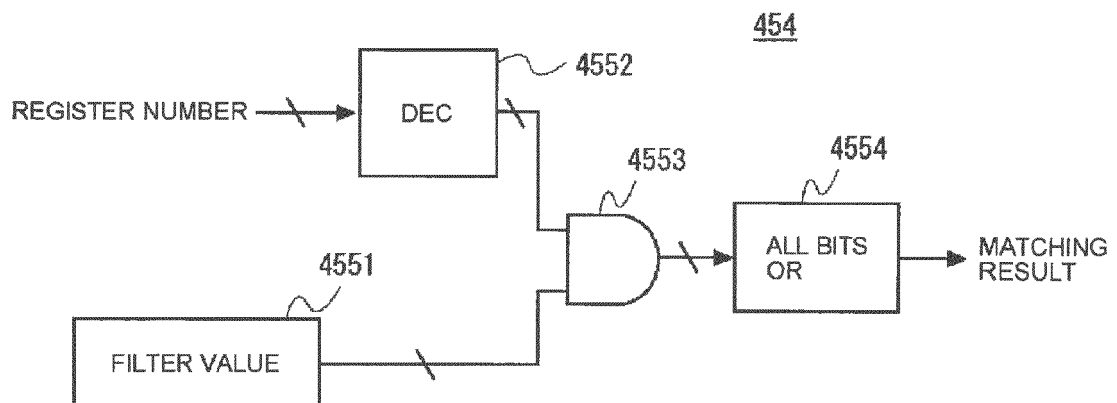 454
4552
REGISTER NUMBER
DEC
4553
4554
ALL BITS
OR
MATCHING
RESULT
4551
FILTER VALUE